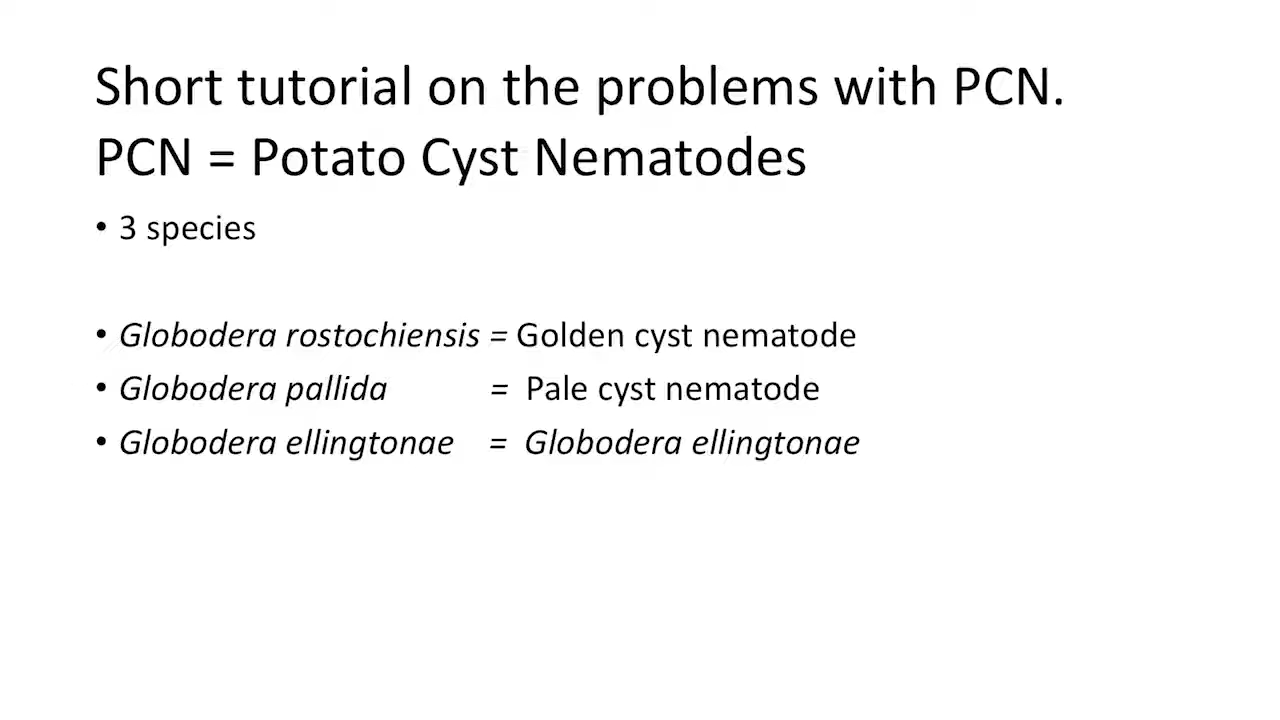 Short tutorial on the problems with PCN.
PCN = Potato Cyst Nematodes
• 3 species
• Globodera rostochiensis = Golden cyst nematode
• Globodera pallida = Pale cyst nematode
• Globodera ellingtonae = Globodera ellingtonae